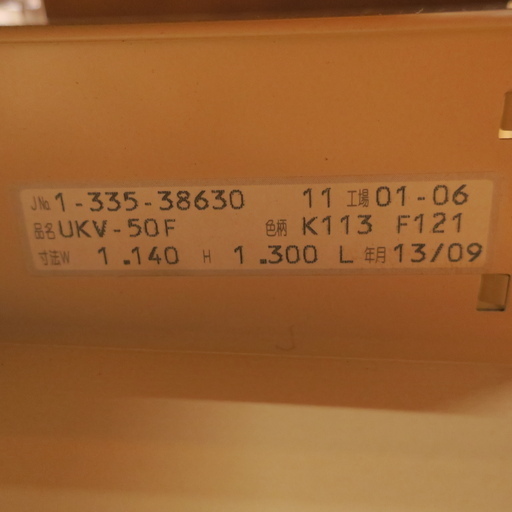 J№ 1-335-38630 11 工場 01-06
品名 UKV-50F 色柄 K113 F121
寸法W 1.140 H 1.300 L 年月 13/09